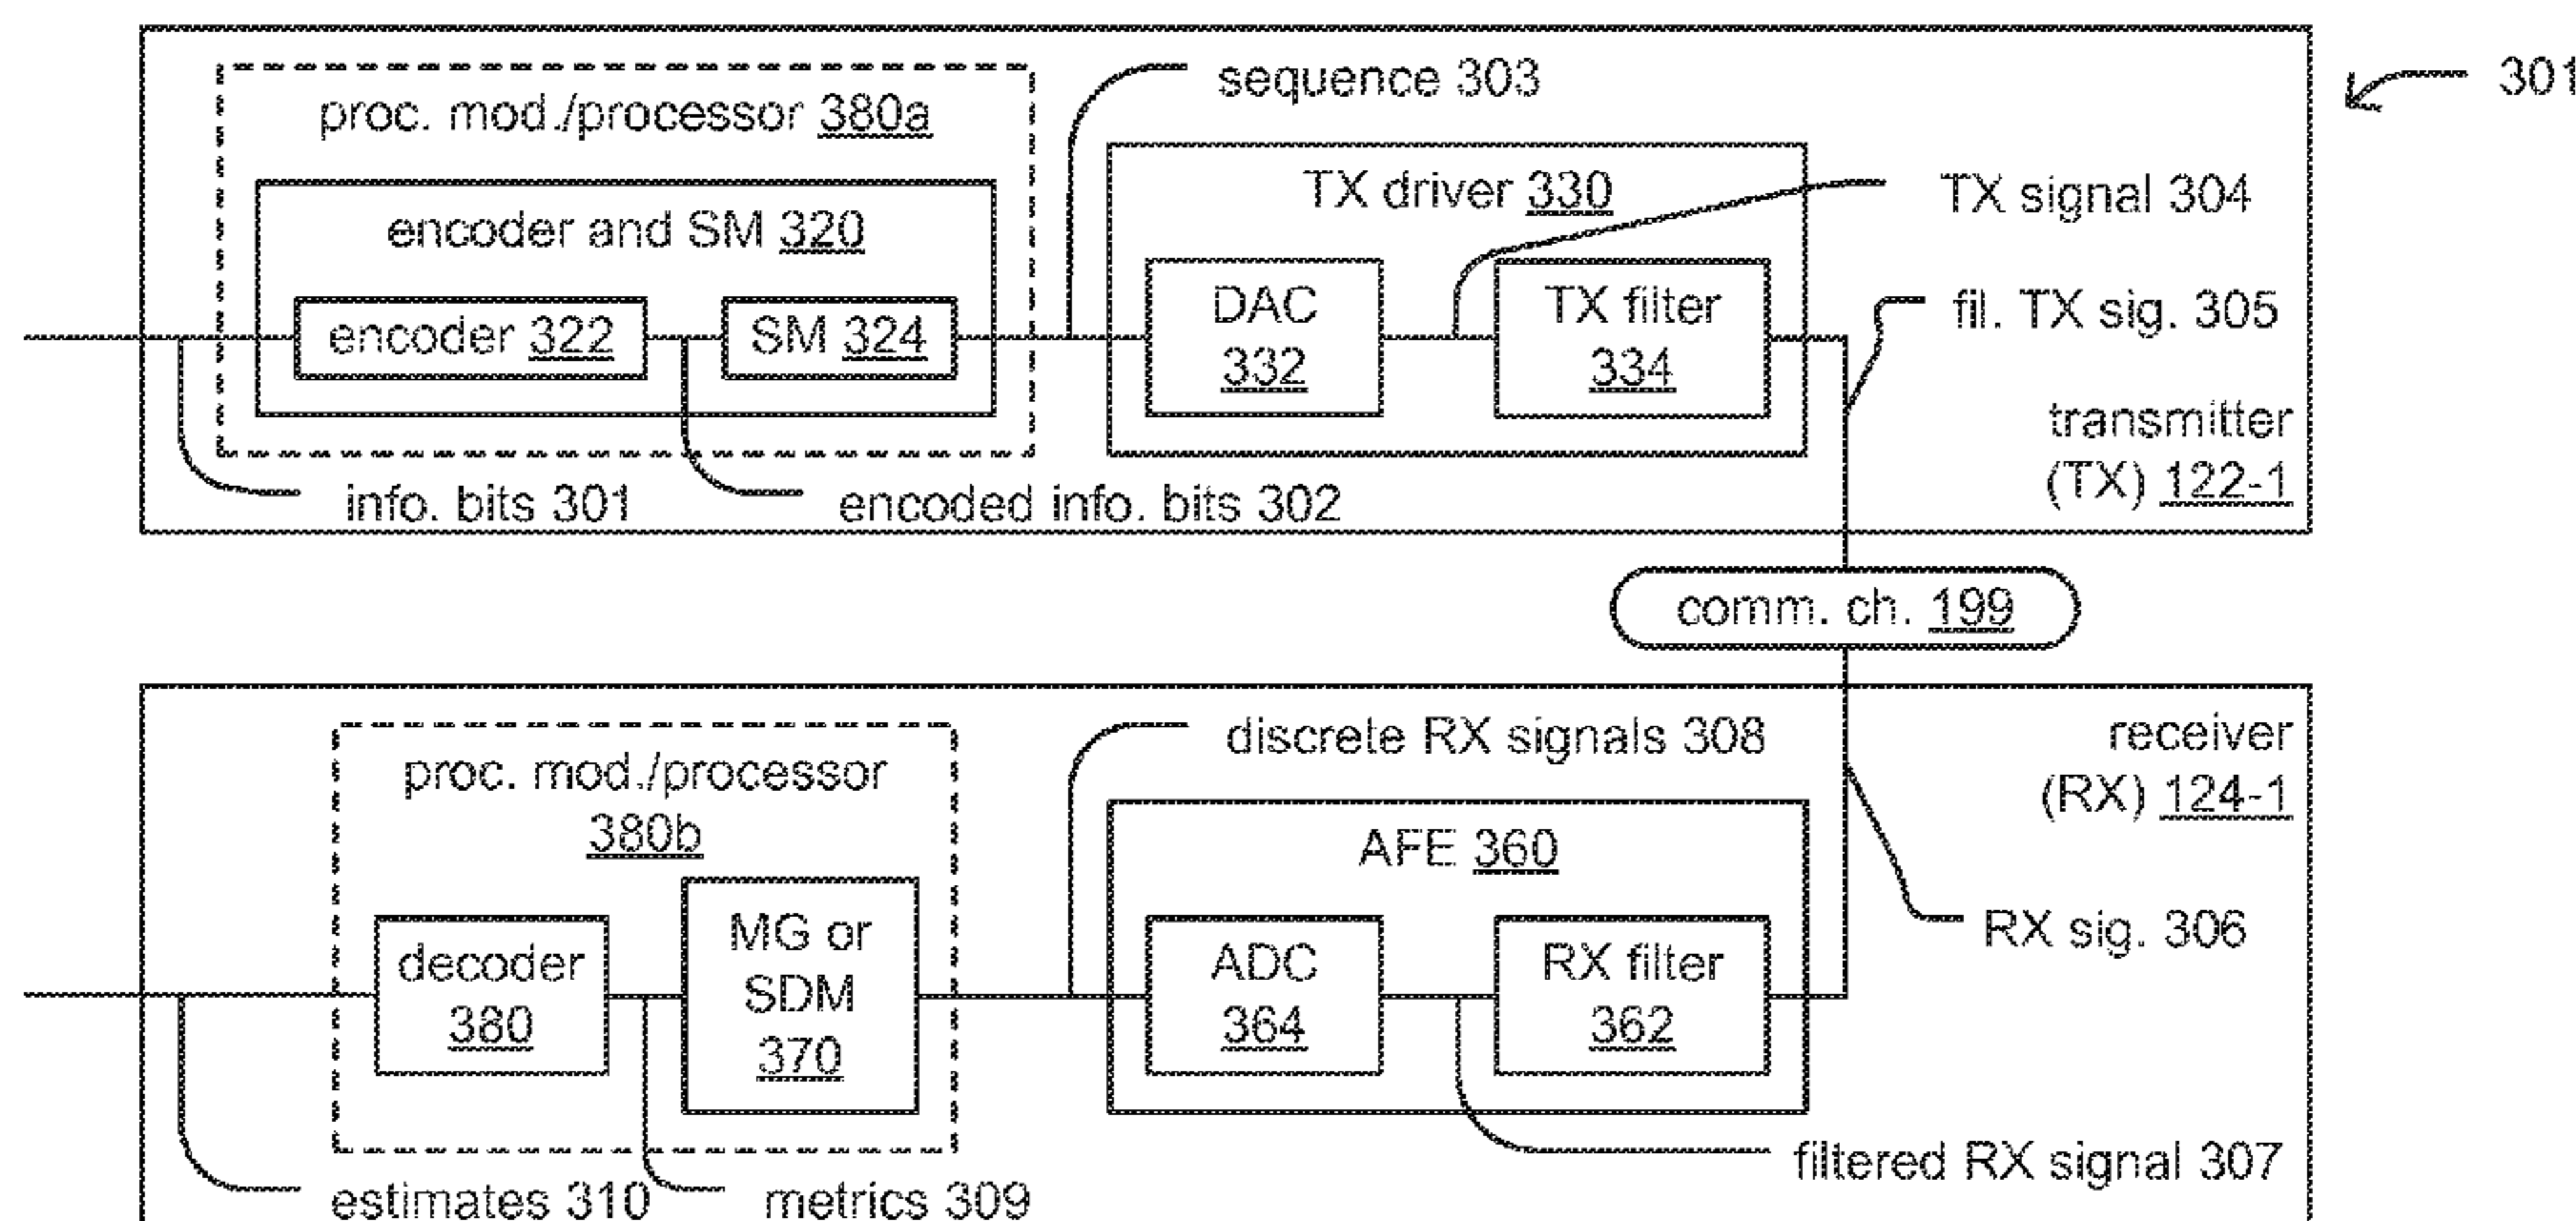 301
proc. mod./processor 380a
sequence 303
TX driver 330
TX signal 304
encoder and SM 320
encoder 322
SM 324
DAC
332
TX filter
334
fil. TX sig. 305
transmitter
(TX) 122-1
info. bits 301
encoded info. bits 302
comm. ch. 199
receiver
(RX) 124-1
proc. mod./processor
380b
discrete RX signals 308
AFE 360
decoder
380
MG or
SDM
370
ADC
364
RX filter
362
RX sig. 306
filtered RX signal 307
estimates 310
metrics 309